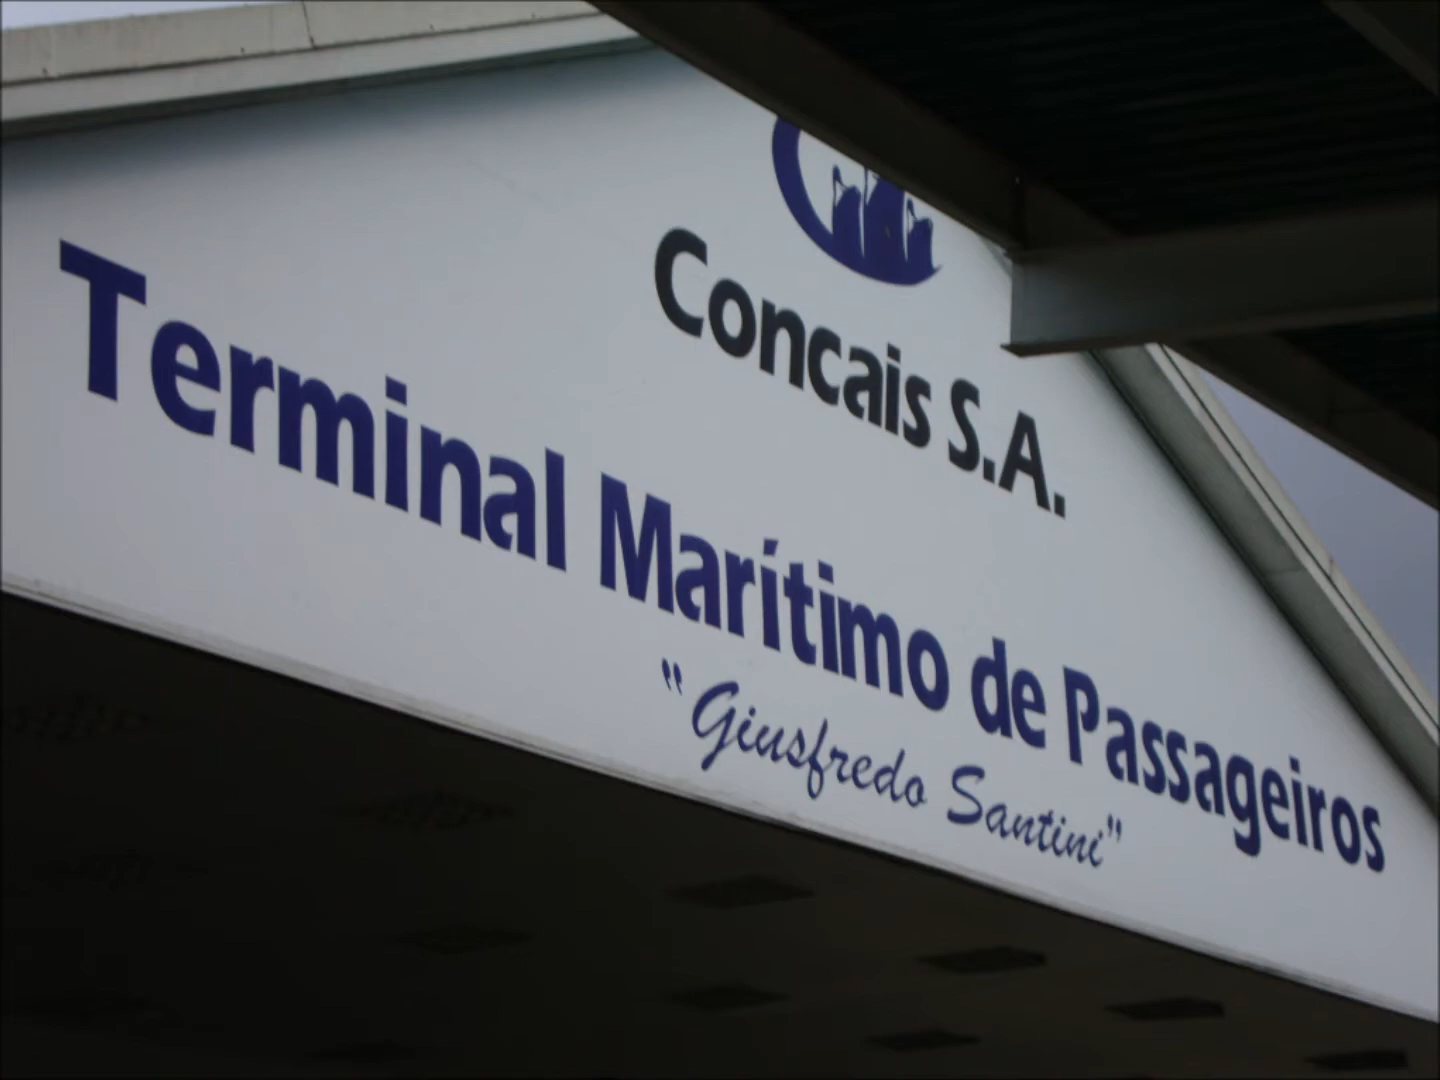 Concais S.A.
Terminal Marítimo de Passageiros
"Giusfredo Santini"